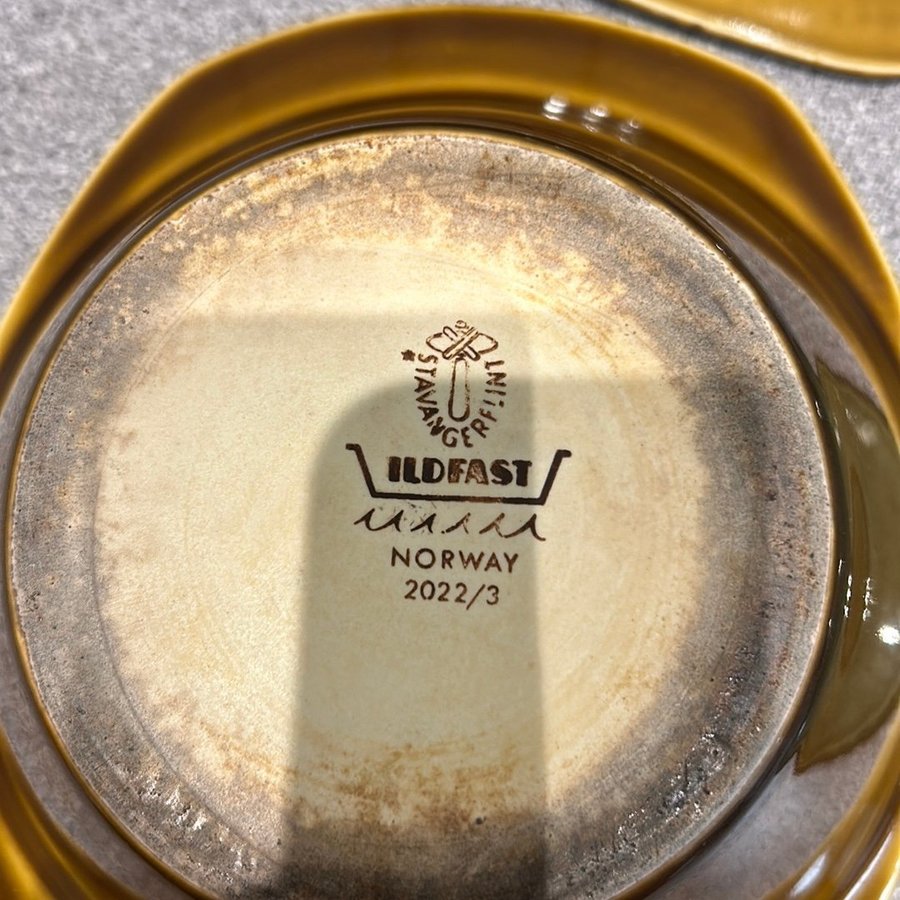 STAVANGERFLINT
ILDFAST
NORWAY
2022/3